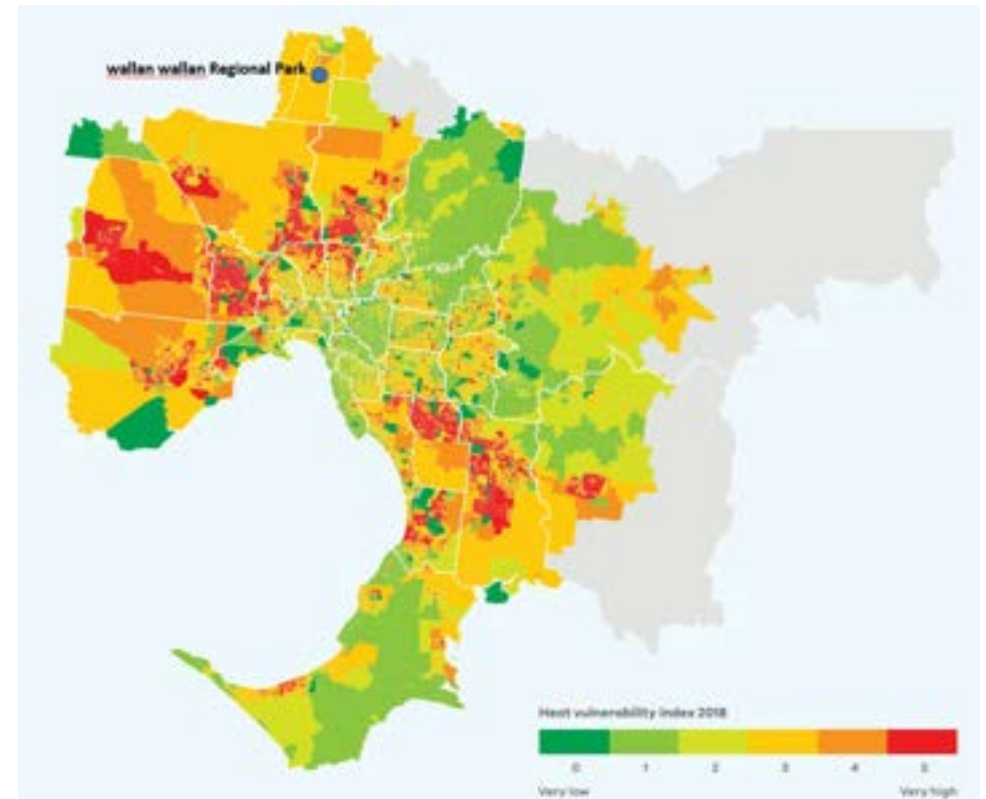 wallan wallan Regional Park
Heat vulnerability index 2018
0 1 2 3 4 5
Very low Very high